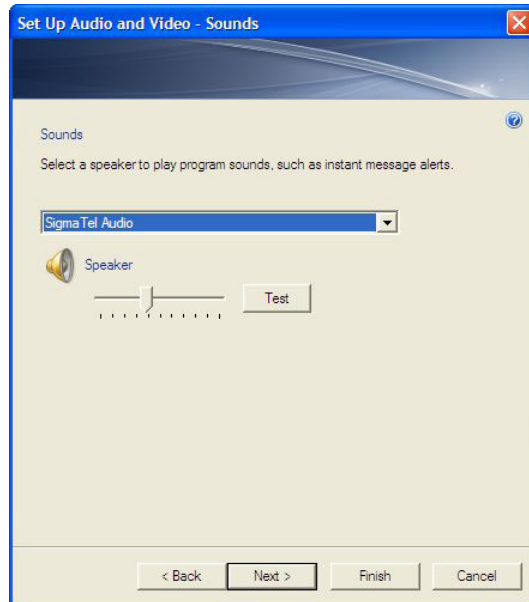 Set Up Audio and Video - Sounds
Sounds
Select a speaker to play program sounds, such as instant message alerts.
SigmaTel Audio
Speaker
Test
< Back
Next >
Finish
Cancel